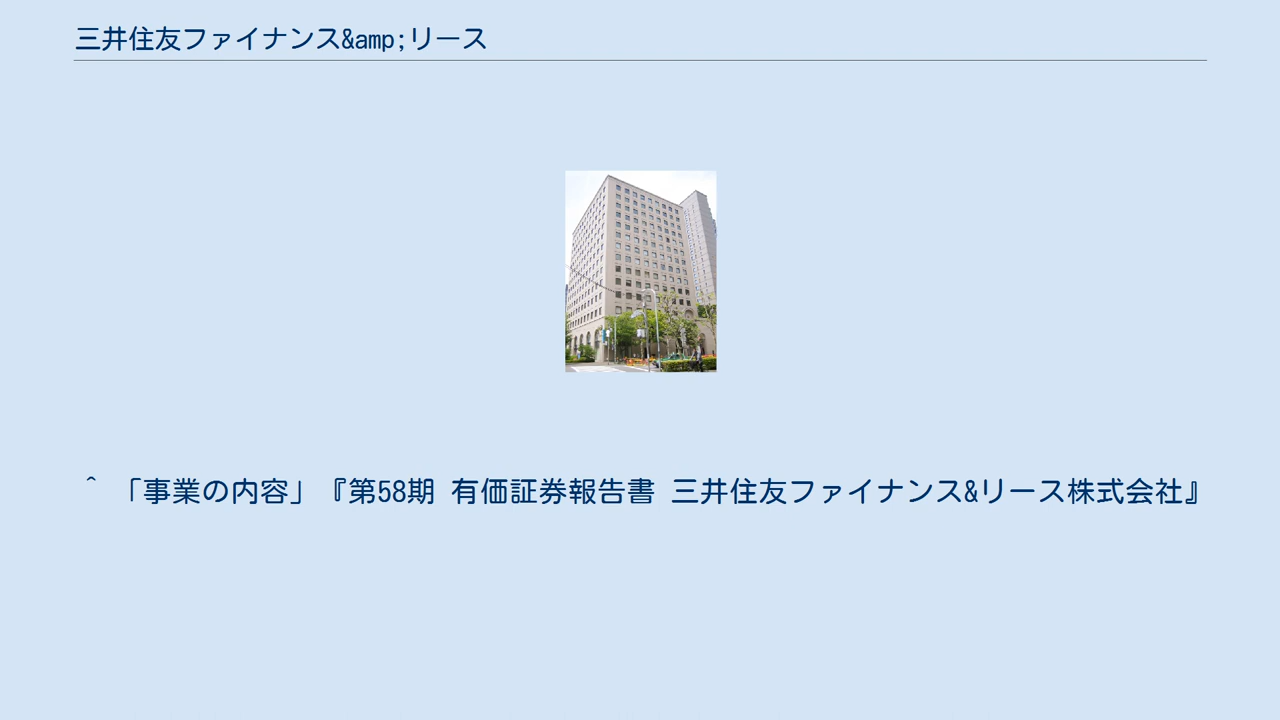 三井住友ファイナンス&amp;リース
^ 「事業の内容」『第58期 有価証券報告書 三井住友ファイナンス&リース株式会社』